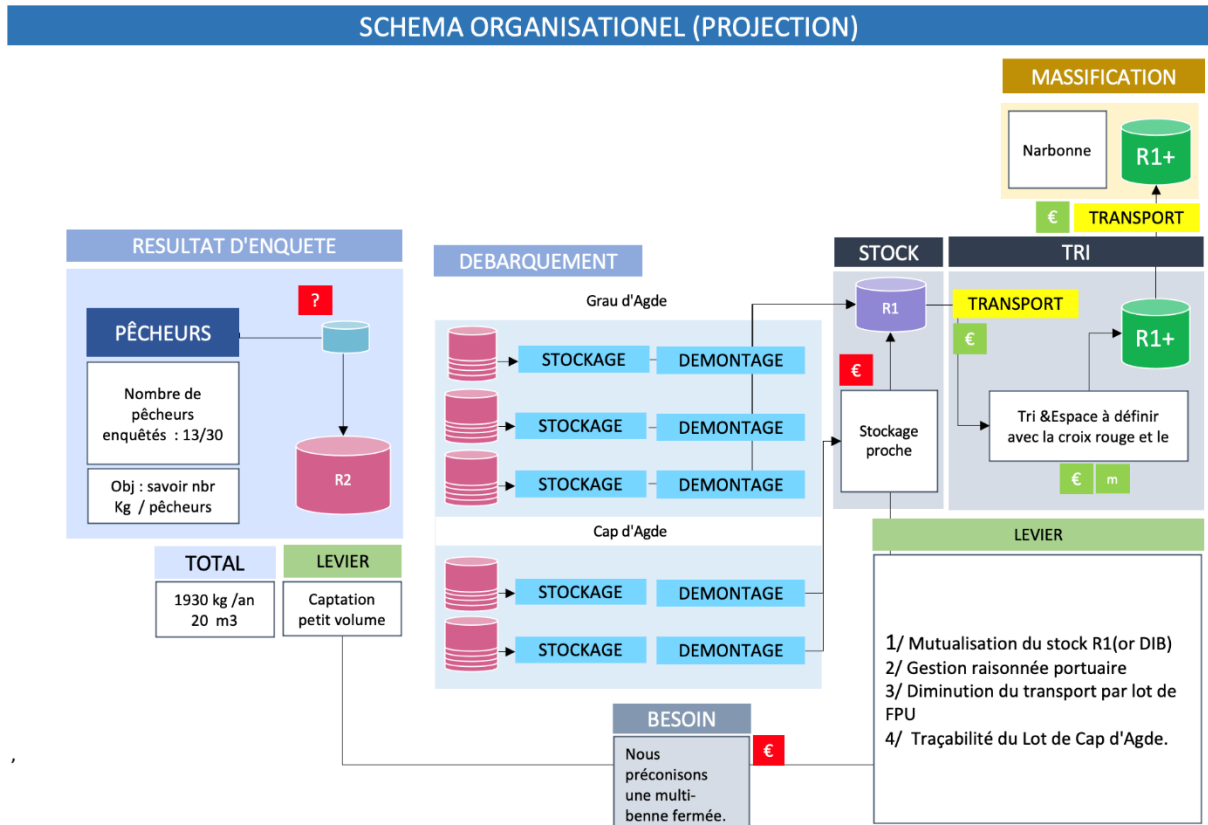 SCHEMA ORGANISATIONEL (PROJECTION)
MASSIFICATION
Narbonne
R1+
€
TRANSPORT
RESULTAT D'ENQUETE
?
PÊCHEURS
Nombre de
pêcheurs
enquêtés : 13/30
Obj : savoir nbr
Kg / pêcheurs
R2
TOTAL
1930 kg /an
20 m3
LEVIER
Captation
petit volume
DEBARQUEMENT
Grau d'Agde
STOCKAGE
DEMONTAGE
STOCKAGE
DEMONTAGE
STOCKAGE
DEMONTAGE
Cap d'Agde
STOCKAGE
DEMONTAGE
STOCKAGE
DEMONTAGE
STOCK
R1
€
Stockage
proche
TRI
TRANSPORT
€
R1+
Tri &Espace à définir
avec la croix rouge et le
€
m
LEVIER
1/ Mutualisation du stock R1(or DIB)
2/ Gestion raisonnée portuaire
3/ Diminution du transport par lot de
FPU
4/ Traçabilité du Lot de Cap d'Agde.
BESOIN
€
Nous
préconisons
une multi-
benne fermée.
,